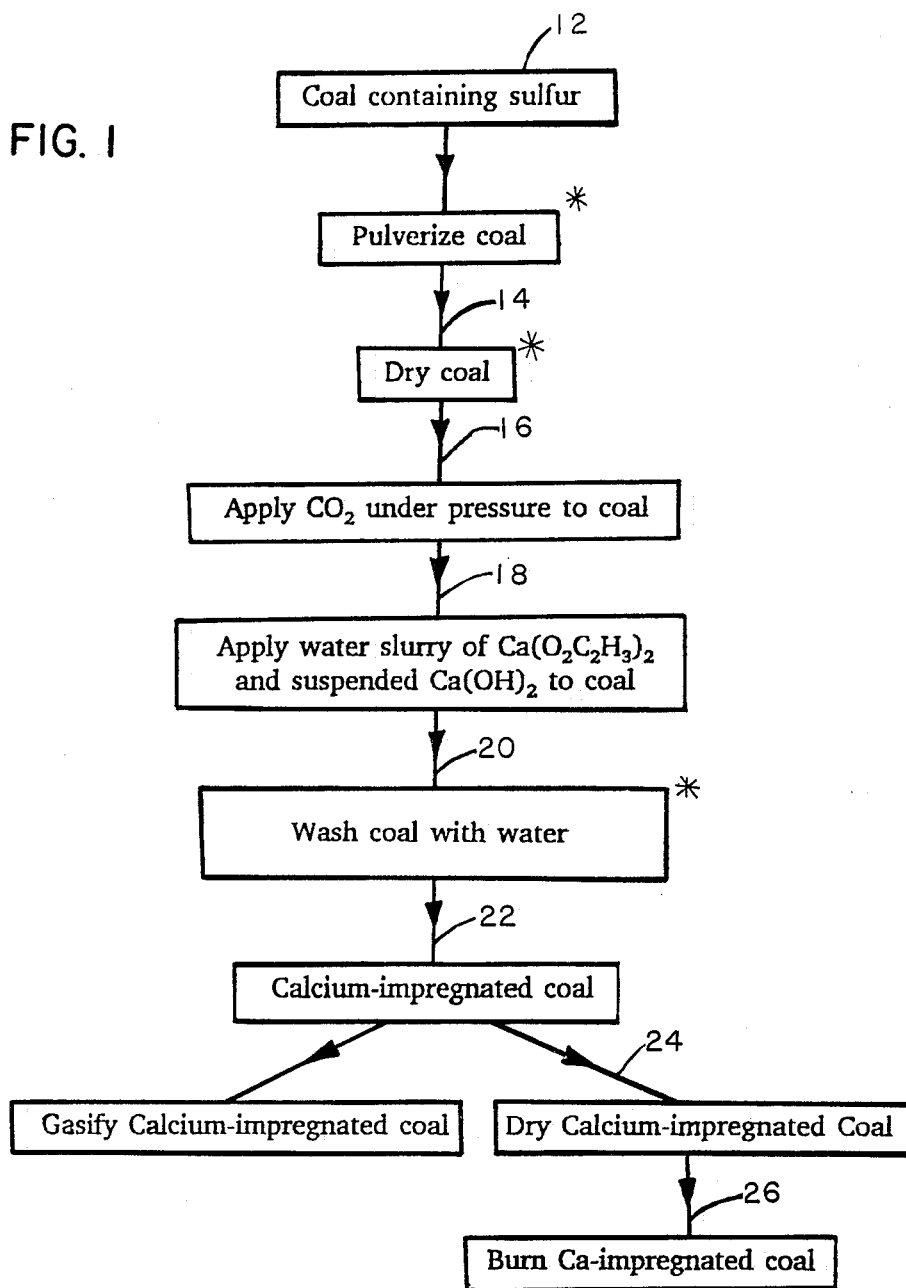 12
Coal containing sulfur
FIG. 1
*
Pulverize coal
14
*
Dry coal
16
Apply CO₂ under pressure to coal
18
Apply water slurry of Ca(O₂C₂H₃)₂
and suspended Ca(OH)₂ to coal
20
*
Wash coal with water
22
Calcium-impregnated coal
24
Gasify Calcium-impregnated coal
Dry Calcium-impregnated Coal
26
Burn Ca-impregnated coal